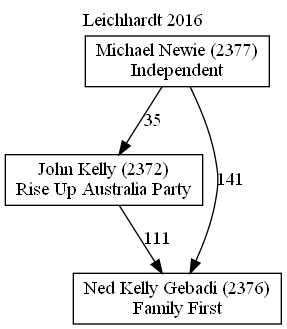 Leichhardt 2016
Michael Newie (2377)
Independent
35
John Kelly (2372)
Rise Up Australia Party
141
111
Ned Kelly Gebadi (2376)
Family First